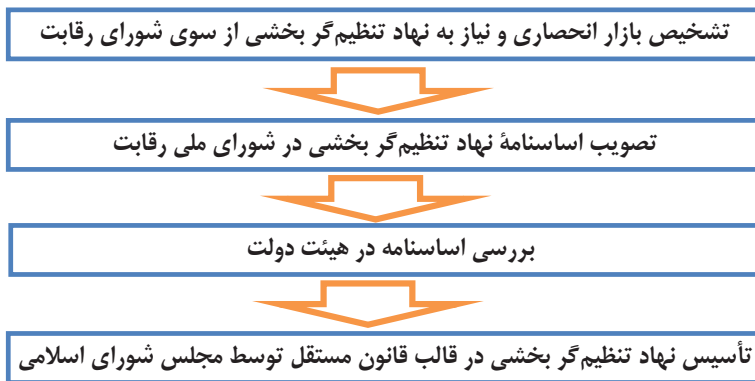 تشخیص بازار انحصاری و نیاز به نهاد تنظیم‌گر بخشی از سوی شورای رقابت
تصویب اساسنامهٔ نهاد تنظیم‌گر بخشی در شورای ملی رقابت
بررسی اساسنامه در هیئت دولت
تأسیس نهاد تنظیم‌گر بخشی در قالب قانون مستقل توسط مجلس شورای اسلامی